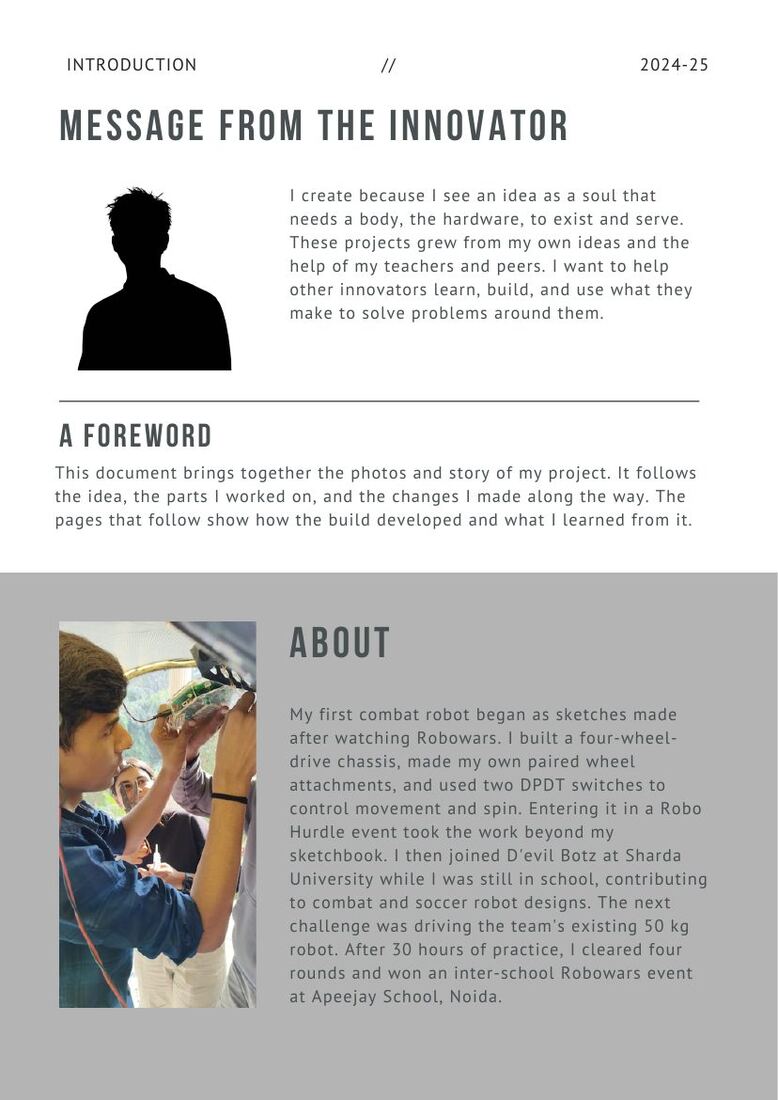 INTRODUCTION // 2024-25
MESSAGE FROM THE INNOVATOR
I create because I see an idea as a soul that
needs a body, the hardware, to exist and serve.
These projects grew from my own ideas and the
help of my teachers and peers. I want to help
other innovators learn, build, and use what they
make to solve problems around them.
A FOREWORD
This document brings together the photos and story of my project. It follows
the idea, the parts I worked on, and the changes I made along the way. The
pages that follow show how the build developed and what I learned from it.
ABOUT
My first combat robot began as sketches made
after watching Robowars. I built a four-wheel-
drive chassis, made my own paired wheel
attachments, and used two DPDT switches to
control movement and spin. Entering it in a Robo
Hurdle event took the work beyond my
sketchbook. I then joined D'evil Botz at Sharda
University while I was still in school, contributing
to combat and soccer robot designs. The next
challenge was driving the team's existing 50 kg
robot. After 30 hours of practice, I cleared four
rounds and won an inter-school Robowars event
at Apeejay School, Noida.